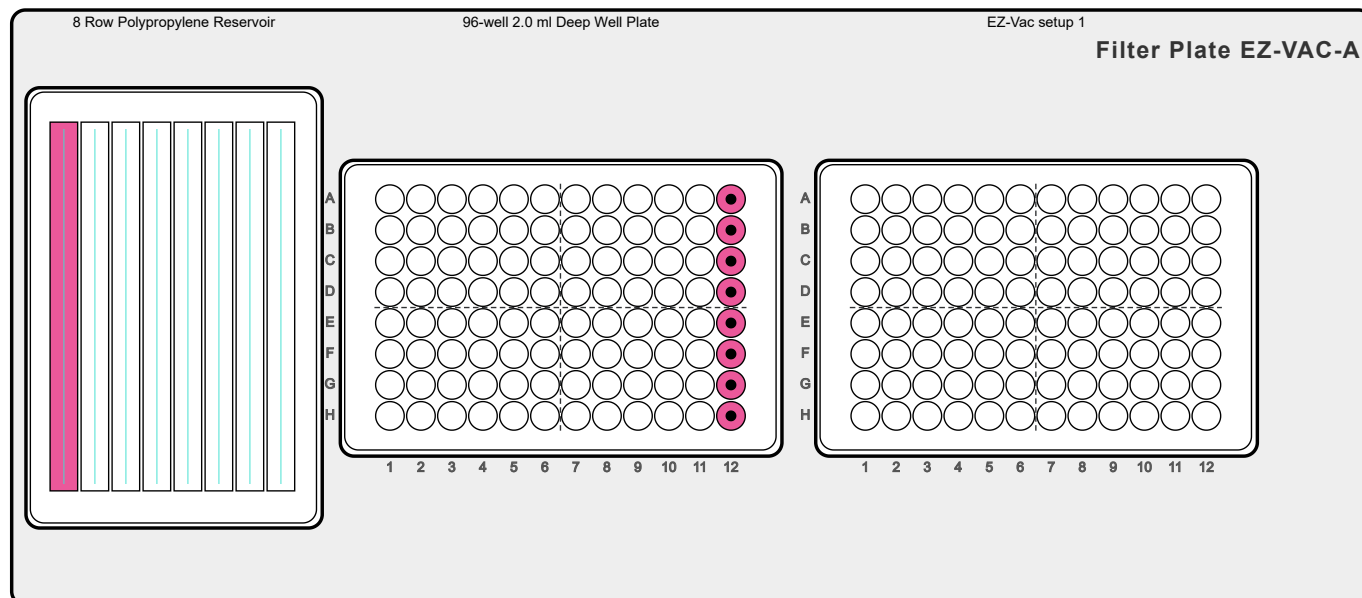 8 Row Polypropylene Reservoir
96-well 2.0 ml Deep Well Plate
EZ-Vac setup 1
Filter Plate EZ-VAC-A
A
B
C
D
E
F
G
H
1 2 3 4 5 6 7 8 9 10 11 12
A
B
C
D
E
F
G
H
1 2 3 4 5 6 7 8 9 10 11 12